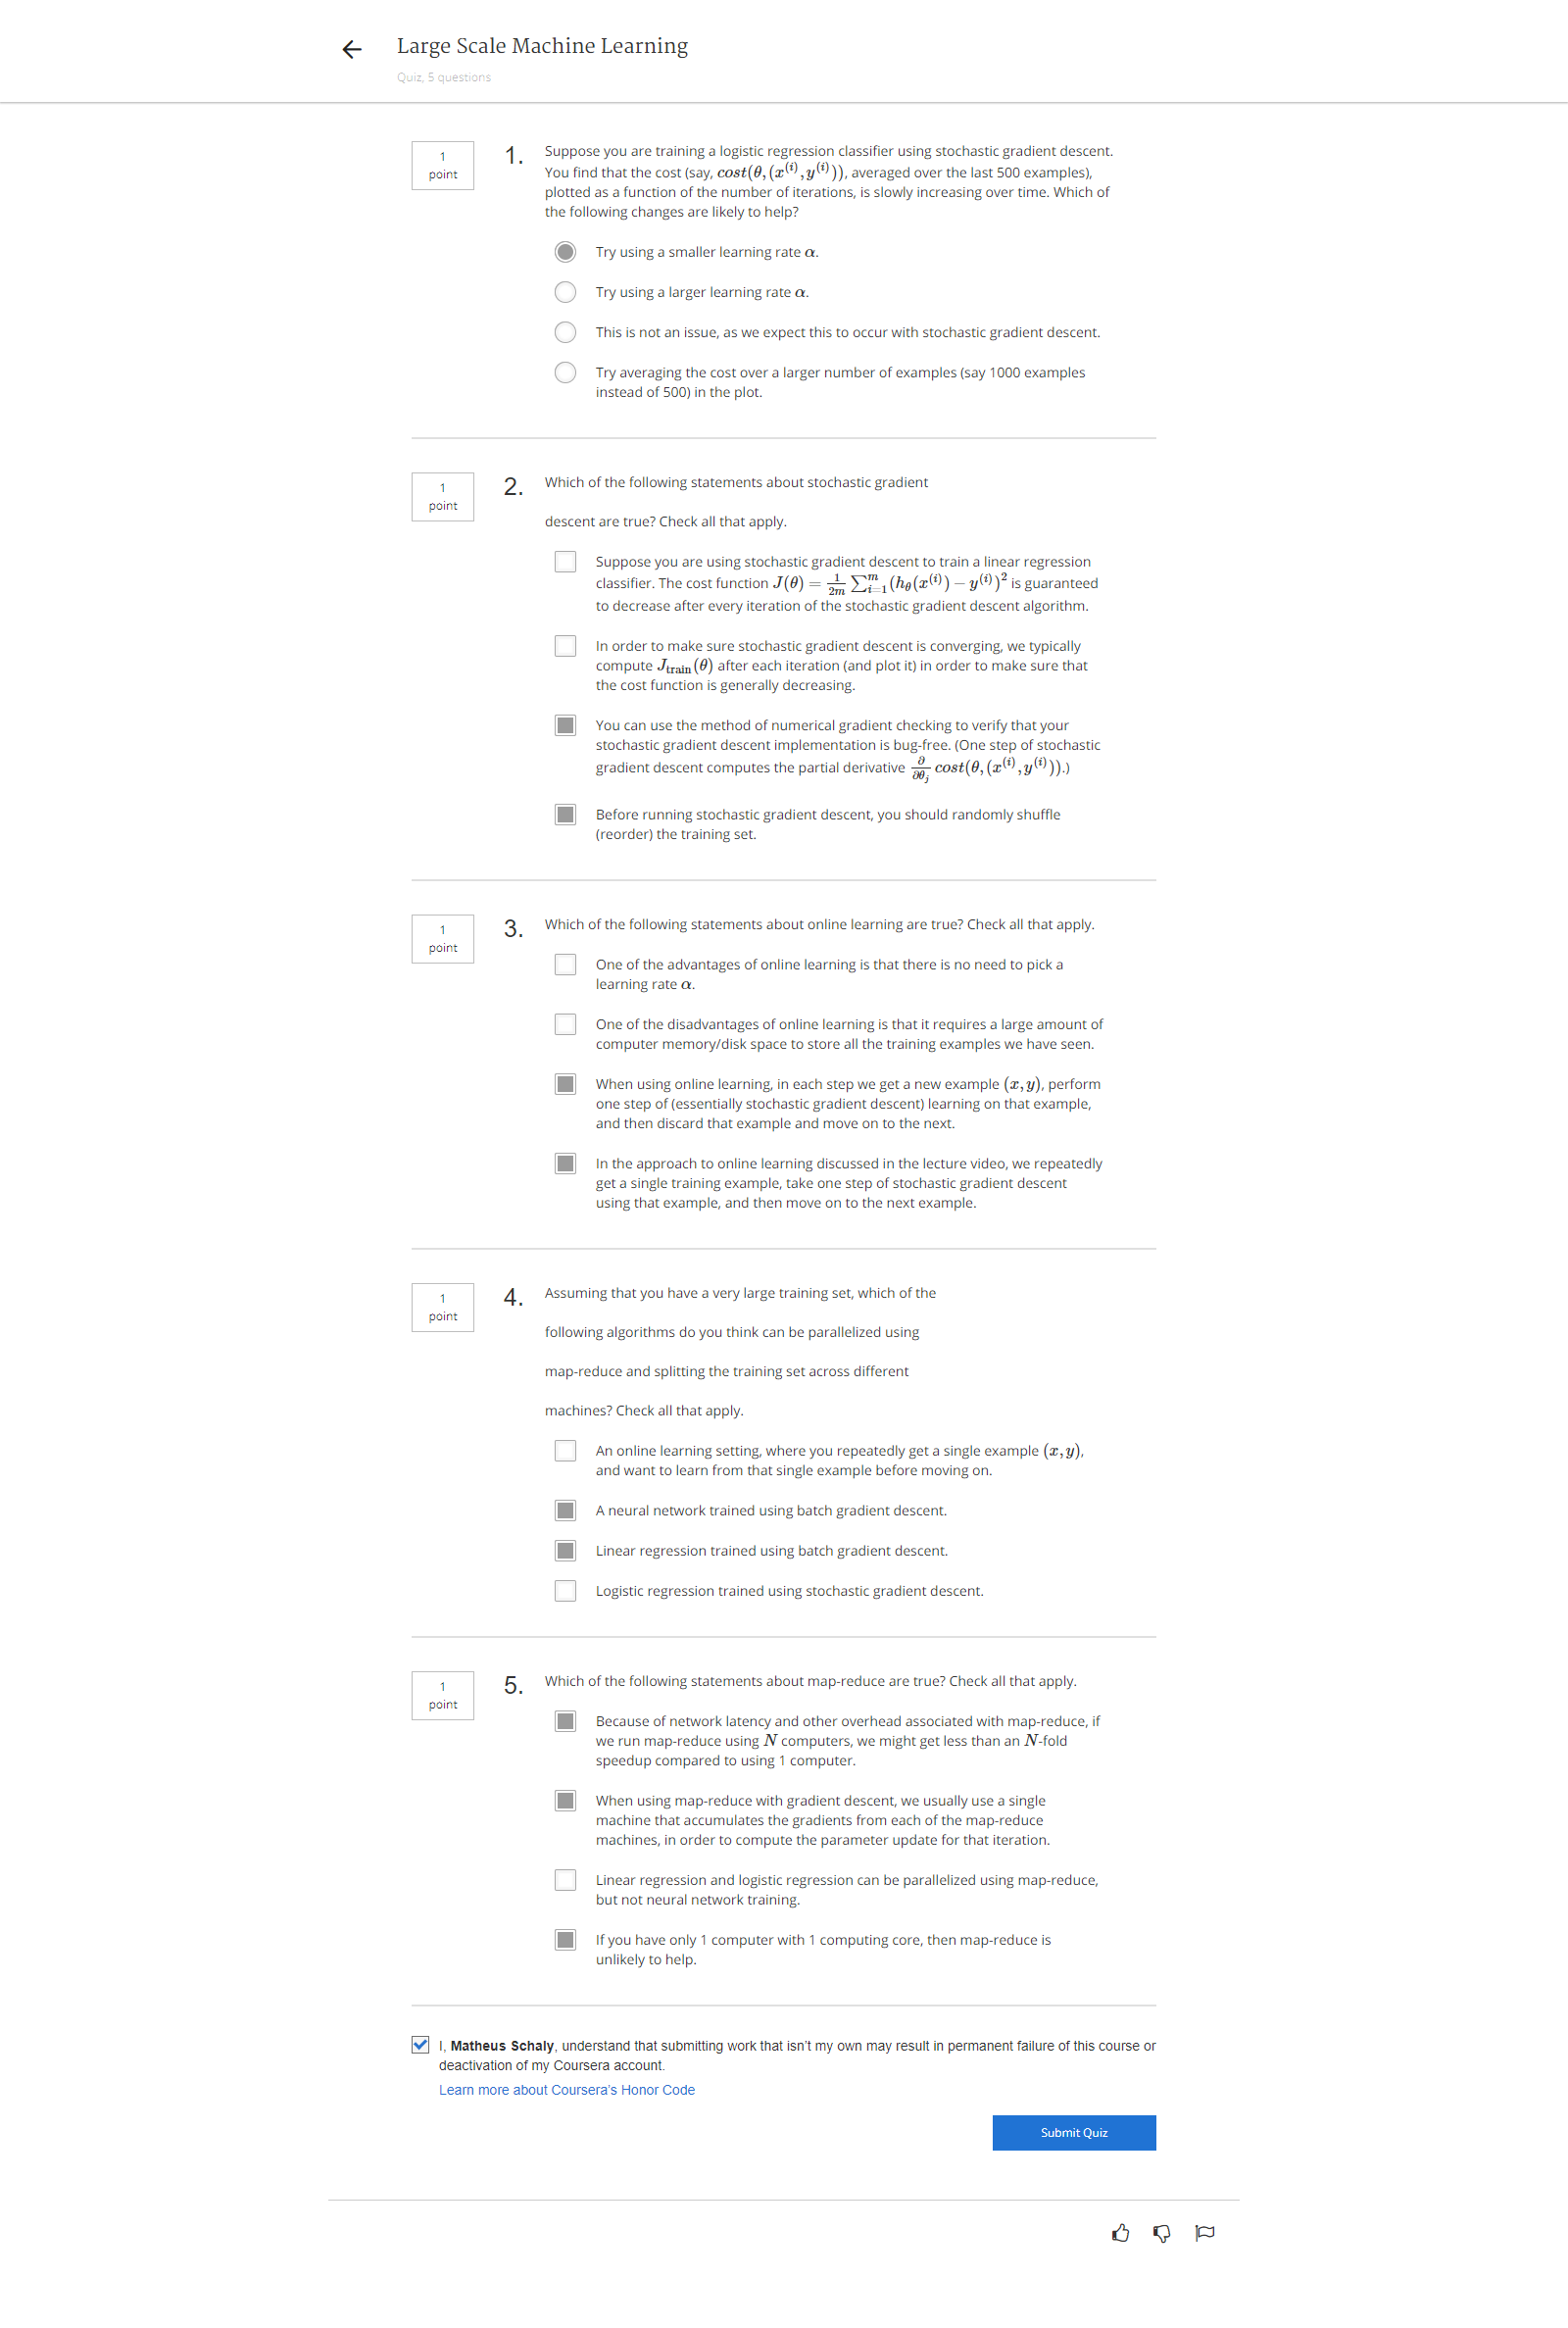 Large Scale Machine Learning
Quiz, 5 questions
1
point
1.
Suppose you are training a logistic regression classifier using stochastic gradient descent.
You find that the cost (say, cost(θ, (x^(i), y^(i))), averaged over the last 500 examples),
plotted as a function of the number of iterations, is slowly increasing over time. Which of
the following changes are likely to help?
Try using a smaller learning rate α.
Try using a larger learning rate α.
This is not an issue, as we expect this to occur with stochastic gradient descent.
Try averaging the cost over a larger number of examples (say 1000 examples
instead of 500) in the plot.
1
point
2.
Which of the following statements about stochastic gradient
descent are true? Check all that apply.
Suppose you are using stochastic gradient descent to train a linear regression
classifier. The cost function J(θ) = 1/2m ∑_{i=1}^m (h_θ(x^(i)) − y^(i))^2 is guaranteed
to decrease after every iteration of the stochastic gradient descent algorithm.
In order to make sure stochastic gradient descent is converging, we typically
compute J_train(θ) after each iteration (and plot it) in order to make sure that
the cost function is generally decreasing.
You can use the method of numerical gradient checking to verify that your
stochastic gradient descent implementation is bug-free. (One step of stochastic
gradient descent computes the partial derivative ∂/∂θ_j cost(θ, (x^(i), y^(i))).)
Before running stochastic gradient descent, you should randomly shuffle
(reorder) the training set.
1
point
3.
Which of the following statements about online learning are true? Check all that apply.
One of the advantages of online learning is that there is no need to pick a
learning rate α.
One of the disadvantages of online learning is that it requires a large amount of
computer memory/disk space to store all the training examples we have seen.
When using online learning, in each step we get a new example (x, y), perform
one step of (essentially stochastic gradient descent) learning on that example,
and then discard that example and move on to the next.
In the approach to online learning discussed in the lecture video, we repeatedly
get a single training example, take one step of stochastic gradient descent
using that example, and then move on to the next example.
1
point
4.
Assuming that you have a very large training set, which of the
following algorithms do you think can be parallelized using
map-reduce and splitting the training set across different
machines? Check all that apply.
An online learning setting, where you repeatedly get a single example (x, y),
and want to learn from that single example before moving on.
A neural network trained using batch gradient descent.
Linear regression trained using batch gradient descent.
Logistic regression trained using stochastic gradient descent.
1
point
5.
Which of the following statements about map-reduce are true? Check all that apply.
Because of network latency and other overhead associated with map-reduce, if
we run map-reduce using N computers, we might get less than an N-fold
speedup compared to using 1 computer.
When using map-reduce with gradient descent, we usually use a single
machine that accumulates the gradients from each of the map-reduce
machines, in order to compute the parameter update for that iteration.
Linear regression and logistic regression can be parallelized using map-reduce,
but not neural network training.
If you have only 1 computer with 1 computing core, then map-reduce is
unlikely to help.
I, Matheus Schaly, understand that submitting work that isn't my own may result in permanent failure of this course or
deactivation of my Coursera account.
Learn more about Coursera's Honor Code
Submit Quiz